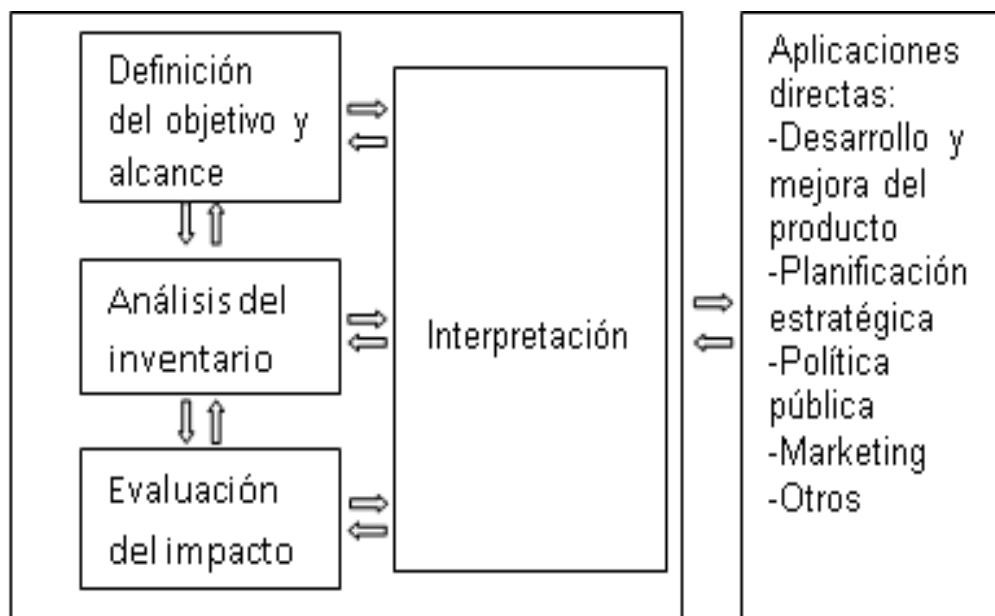 Definición
del objetivo y
alcance
Análisis del
inventario
Evaluación
del impacto
Interpretación
Aplicaciones
directas:
-Desarrollo y
mejora del
producto
-Planificación
estratégica
-Política
pública
-Marketing
-Otros